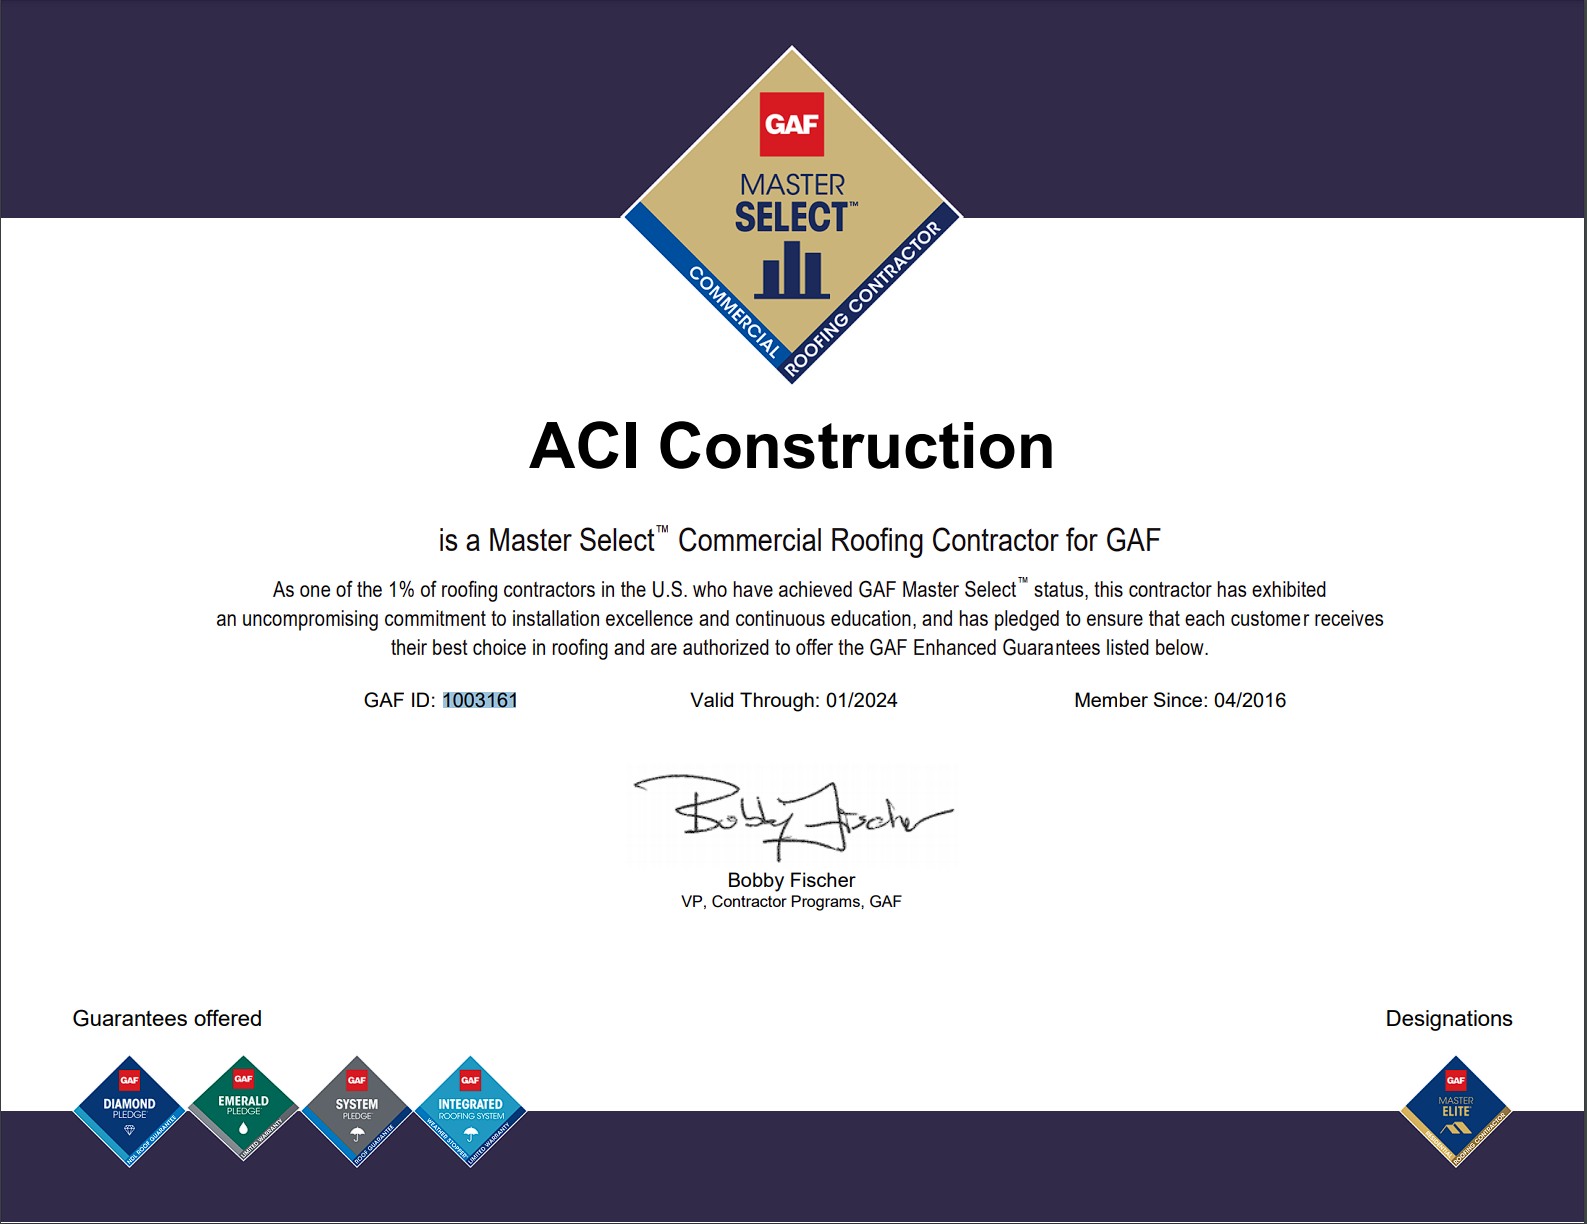 GAF
MASTER
SELECT™
COMMERCIAL
ROOFING CONTRACTOR
ACI Construction
is a Master Select™ Commercial Roofing Contractor for GAF
As one of the 1% of roofing contractors in the U.S. who have achieved GAF Master Select™ status, this contractor has exhibited
an uncompromising commitment to installation excellence and continuous education, and has pledged to ensure that each customer receives
their best choice in roofing and are authorized to offer the GAF Enhanced Guarantees listed below.
GAF ID: 1003161 Valid Through: 01/2024 Member Since: 04/2016
Bobby Fischer
Bobby Fischer
VP, Contractor Programs, GAF
Guarantees offered
Designations
GAF
DIAMOND
PLEDGE
NDL ROOF GUARANTEE
GAF
EMERALD
PLEDGE
LIMITED WARRANTY
GAF
SYSTEM
PLEDGE
ROOF GUARANTEE
GAF
INTEGRATED
ROOFING SYSTEM
WEATHER STOPPER
LIMITED WARRANTY
GAF
MASTER
ELITE
RESIDENTIAL
ROOFING CONTRACTOR